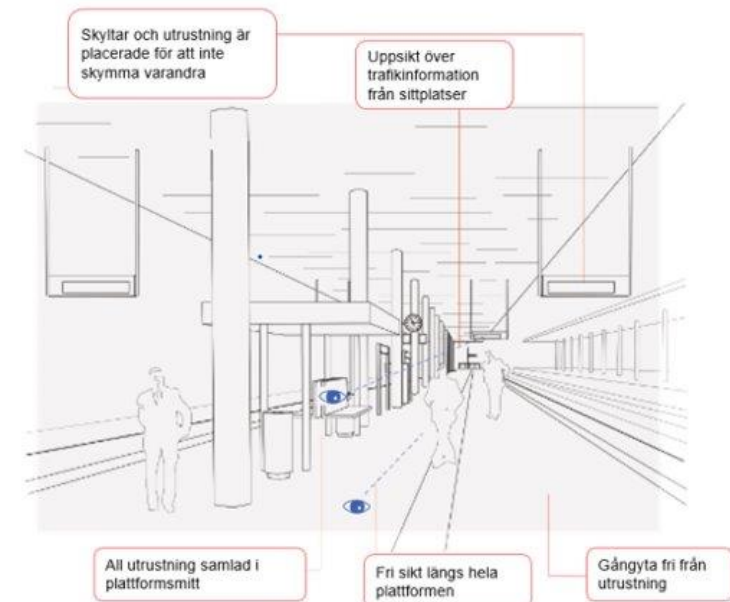 Skyltar och utrustning är
placerade för att inte
skymma varandra
Uppsikt över
trafikinformation
från sittplatser
All utrustning samlad i
plattformsmitt
Fri sikt längs hela
plattformen
Gångyta fri från
utrustning